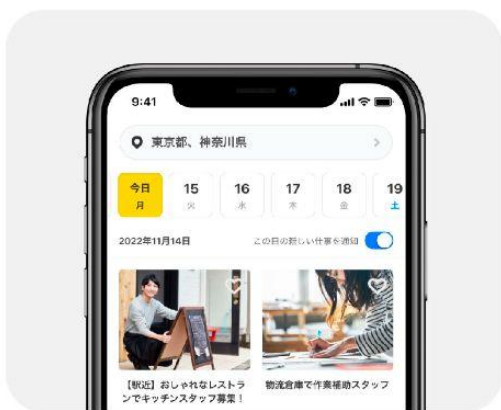 9:41
東京都、神奈川県
今日 15 16 17 18 19
月 火 水 木 金 土
2022年11月14日 この日の新しい仕事を通知
【駅近】おしゃれなレストラ
ンでキッチンスタッフ募集！
物流倉庫で作業補助スタッフ